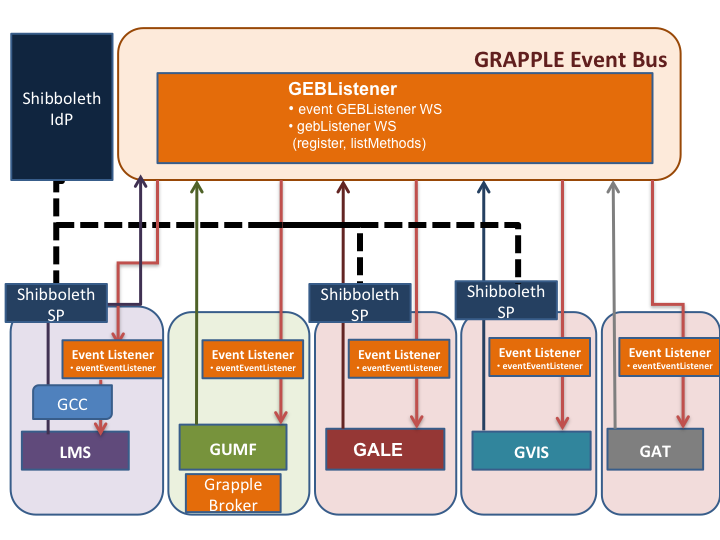 GRAPPLE Event Bus
Shibboleth
IdP
GEBListener
• event GEBListener WS
• gebListener WS
(register, listMethods)
Shibboleth
SP
Shibboleth
SP
Shibboleth
SP
Event Listener
• eventEventListener
Event Listener
• eventEventListener
Event Listener
• eventEventListener
Event Listener
• eventEventListener
Event Listener
• eventEventListener
GCC
LMS
GUMF
GALE
GVIS
GAT
Grapple
Broker